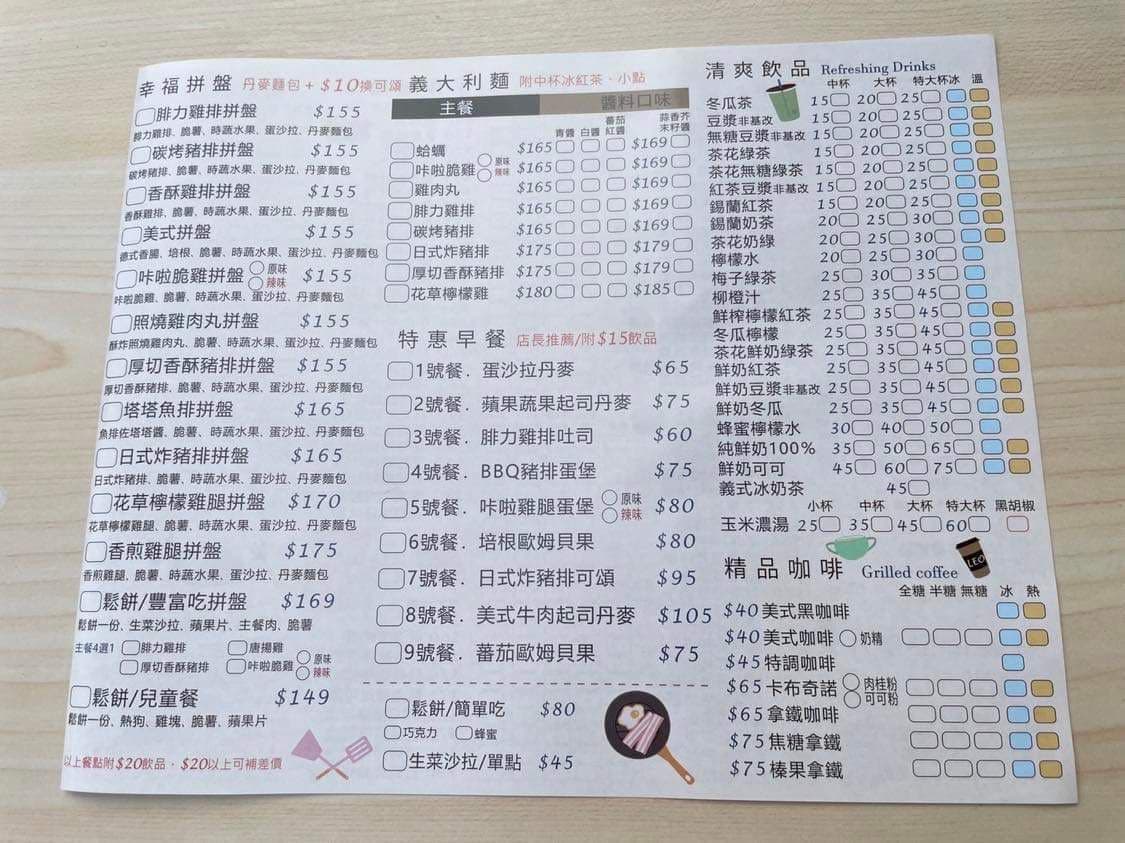 幸福拼盤 丹麥麵包+$10換可頌
腓力雞排拼盤 $155
腓力雞排、脆薯、時蔬水果、蛋沙拉、丹麥麵包
碳烤豬排拼盤 $155
碳烤豬排、脆薯、時蔬水果、蛋沙拉、丹麥麵包
香酥雞排拼盤 $155
香酥雞排、脆薯、時蔬水果、蛋沙拉、丹麥麵包
美式拼盤 $155
德式香腸、培根、脆薯、時蔬水果、蛋沙拉、丹麥麵包
咔啦脆雞拼盤 原味 辣味 $155
咔啦脆雞、脆薯、時蔬水果、蛋沙拉、丹麥麵包
照燒雞肉丸拼盤 $155
酥炸照燒雞肉丸、脆薯、時蔬水果、蛋沙拉、丹麥麵包
厚切香酥豬排拼盤 $155
厚切香酥豬排、脆薯、時蔬水果、蛋沙拉、丹麥麵包
塔塔魚排拼盤 $165
魚排佐塔塔醬、脆薯、時蔬水果、蛋沙拉、丹麥麵包
日式炸豬排拼盤 $165
日式炸豬排、脆薯、時蔬水果、蛋沙拉、丹麥麵包
花草檸檬雞腿拼盤 $170
花草檸檬雞腿、脆薯、時蔬水果、蛋沙拉、丹麥麵包
香煎雞腿拼盤 $175
香煎雞腿、脆薯、時蔬水果、蛋沙拉、丹麥麵包
鬆餅/豐富吃拼盤 $169
鬆餅一份、生菜沙拉、蘋果片、主餐肉、脆薯
主餐4選1 腓力雞排 唐揚雞
厚切香酥豬排 咔啦脆雞 原味 辣味
鬆餅/兒童餐 $149
鬆餅一份、熱狗、雞塊、脆薯、蘋果片
以上餐點附$20飲品、$20以上可補差價
義大利麵 附中杯冰紅茶、小點
主餐 醬料口味
青醬 白醬 蕃茄紅醬 蒜香芥末籽醬
蛤蠣 $165 $169
咔啦脆雞 原味 辣味 $165 $169
雞肉丸 $165 $169
腓力雞排 $165 $169
碳烤豬排 $165 $169
日式炸豬排 $175 $179
厚切香酥豬排 $175 $179
花草檸檬雞 $180 $185
特惠早餐 店長推薦/附$15飲品
1號餐. 蛋沙拉丹麥 $65
2號餐. 蘋果蔬果起司丹麥 $75
3號餐. 腓力雞排吐司 $60
4號餐. BBQ豬排蛋堡 $75
5號餐. 咔啦雞腿蛋堡 原味 辣味 $80
6號餐. 培根歐姆貝果 $80
7號餐. 日式炸豬排可頌 $95
8號餐. 美式牛肉起司丹麥 $105
9號餐. 蕃茄歐姆貝果 $75
鬆餅/簡單吃 $80
巧克力 蜂蜜
生菜沙拉/單點 $45
清爽飲品 Refreshing Drinks
中杯 大杯 特大杯 冰 溫
冬瓜茶 15 20 25
豆漿非基改 15 20 25
無糖豆漿非基改 15 20 25
茶花綠茶 15 20 25
茶花無糖綠茶 15 20 25
紅茶豆漿非基改 15 20 25
錫蘭紅茶 15 20 25
錫蘭奶茶 20 25 30
茶花奶綠 20 25 30
檸檬水 20 25 30
梅子綠茶 25 30 35
柳橙汁 25 35 45
鮮榨檸檬紅茶 25 35 45
冬瓜檸檬 25 35 45
茶花鮮奶綠茶 25 35 45
鮮奶紅茶 25 35 45
鮮奶豆漿非基改 25 35 45
鮮奶冬瓜 25 35 45
蜂蜜檸檬水 30 40 50
純鮮奶100% 35 50 65
鮮奶可可 45 60 75
義式冰奶茶 45
小杯 中杯 大杯 特大杯 黑胡椒
玉米濃湯 25 35 45 60
精品咖啡 Grilled coffee
LEO
全糖 半糖 無糖 冰 熱
$40 美式黑咖啡
$40 美式咖啡 奶精
$45 特調咖啡
$65 卡布奇諾 肉桂粉 可可粉
$65 拿鐵咖啡
$75 焦糖拿鐵
$75 榛果拿鐵